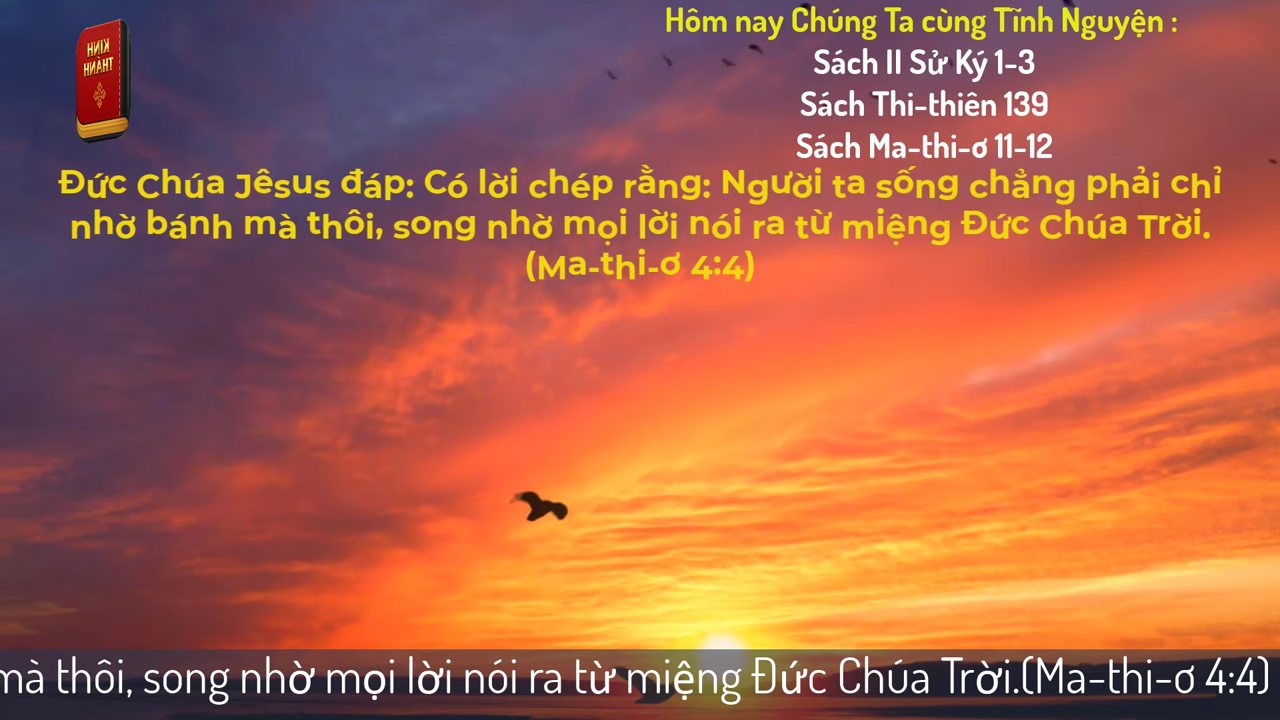 KINH
THÁNH
Hôm nay Chúng Ta cùng Tĩnh Nguyện :
Sách II Sử Ký 1-3
Sách Thi-thiên 139
Sách Ma-thi-ơ 11-12
Đức Chúa Jêsus đáp: Có lời chép rằng: Người ta sống chẳng phải chỉ
nhờ bánh mà thôi, song nhờ mọi lời nói ra từ miệng Đức Chúa Trời.
(Ma-thi-ơ 4:4)
mà thôi, song nhờ mọi lời nói ra từ miệng Đức Chúa Trời.(Ma-thi-ơ 4:4)